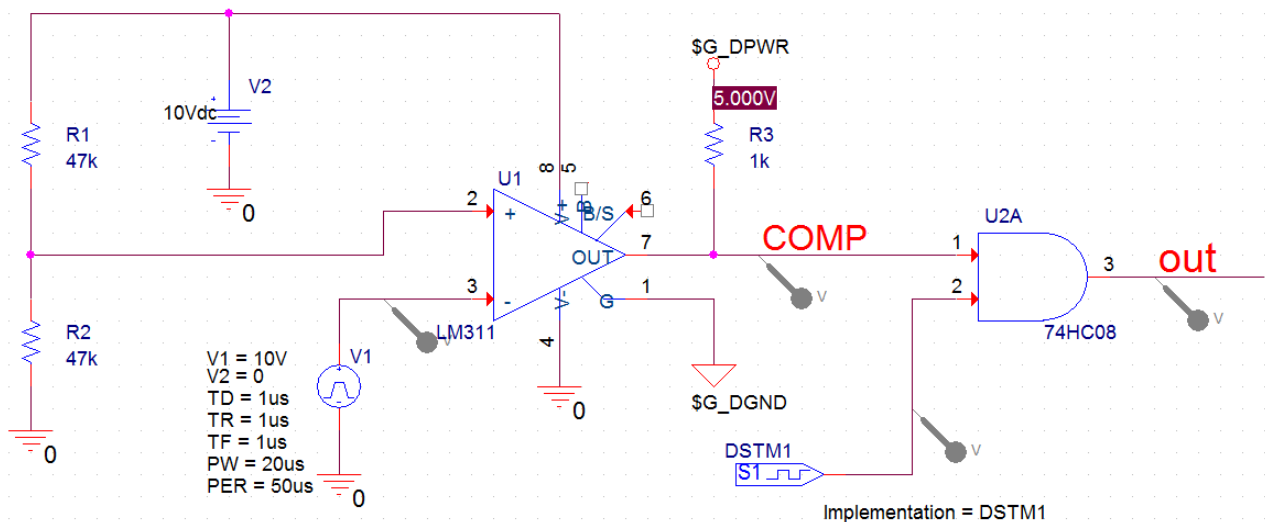 $G_DPWR
V2
10Vdc
5.000V
R1
47k
R3
1k
0
U1
8
5
V+
B
B/S
6
2
+
U2A
OUT
7
COMP
1
3
out
3
-
G
1
2
V-
LM311
4
74HC08
R2
47k
V
V
V
V1
V1 = 10V
V2 = 0
TD = 1us
TR = 1us
TF = 1us
PW = 20us
PER = 50us
0
$G_DGND
0
V
DSTM1
S1
0
Implementation = DSTM1